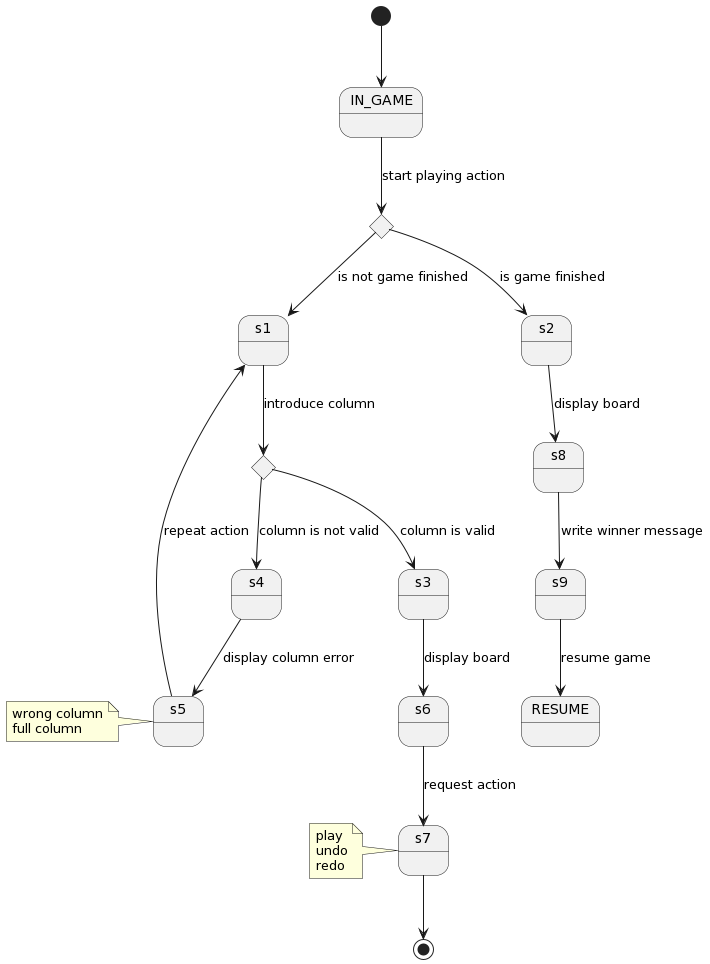 IN_GAME
start playing action
is not game finished
is game finished
s1
s2
introduce column
display board
s8
repeat action
column is not valid
column is valid
write winner message
s4
s3
s9
display column error
display board
resume game
wrong column
full column
s5
s6
RESUME
request action
play
undo
redo
s7